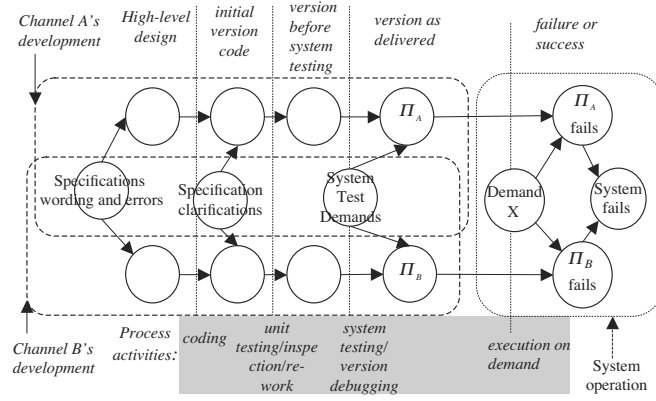 Channel A's
development
High-level
design
initial
version
code
version
before
system
testing
version as
delivered
failure or
success
Π_A
Π_A
fails
Specifications
wording and errors
Specification
clarifications
System
Test
Demands
Demand
X
System
fails
Π_B
Π_B
fails
Channel B's
development
Process
activities:
coding
unit
testing/inspe
ction/re-
work
system
testing/
version
debugging
execution on
demand
System
operation